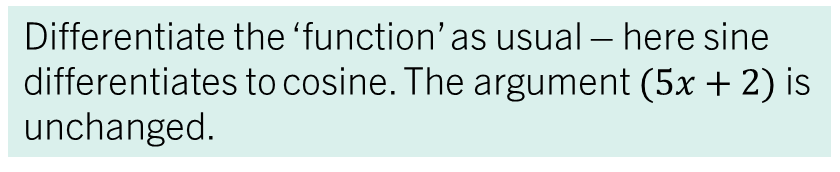 Differentiate the ‘function’ as usual – here sine
differentiates to cosine. The argument (5x + 2) is
unchanged.